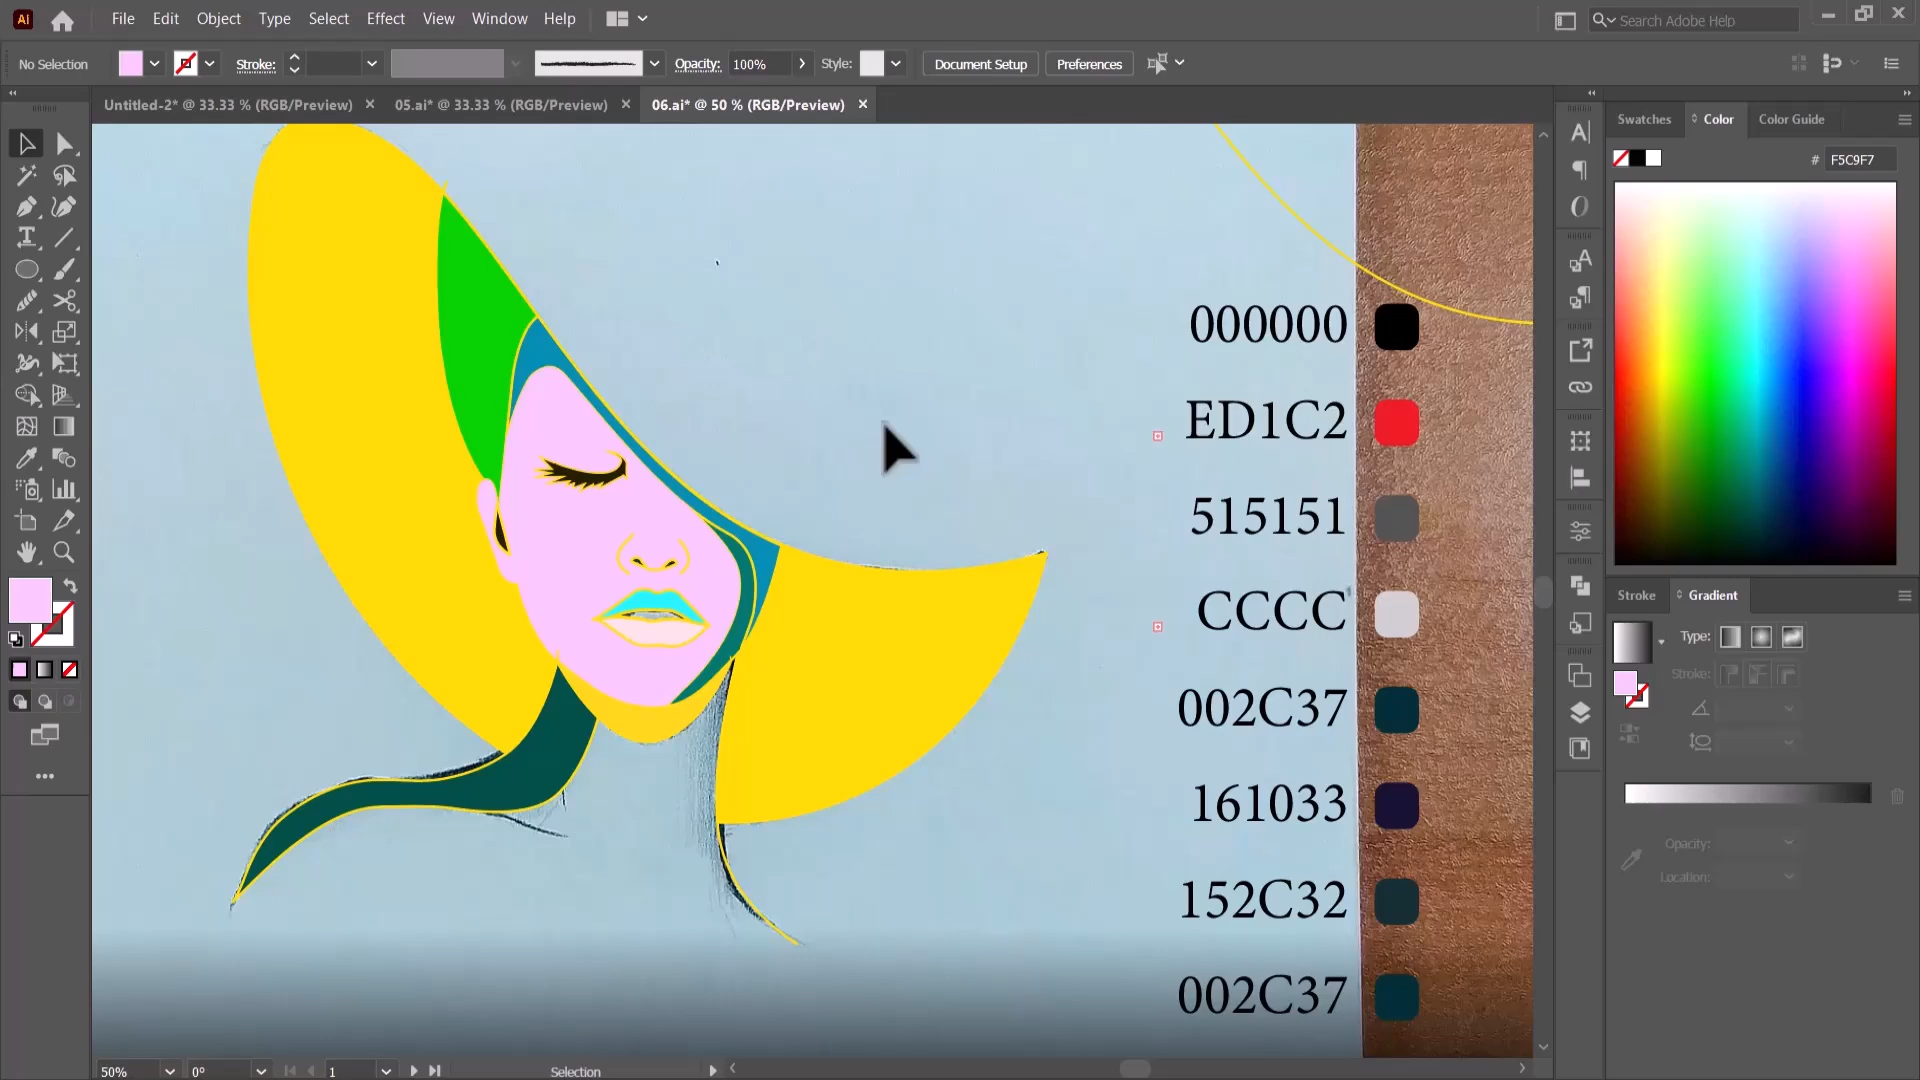 Ai File Edit Object Type Select Effect View Window Help Search Adobe Help
No Selection Stroke: Opacity: 100% Style: Document Setup Preferences
Untitled-2* @ 33.33 % (RGB/Preview) × 05.ai* @ 33.33 % (RGB/Preview) × 06.ai* @ 50 % (RGB/Preview) ×
Swatches Color Color Guide
# F5C9F7
000000
ED1C2
515151
CCCC
002C37
161033
152C32
002C37
Stroke Gradient
Type:
Stroke:
Opacity:
Location:
50% 0° 1 Selection